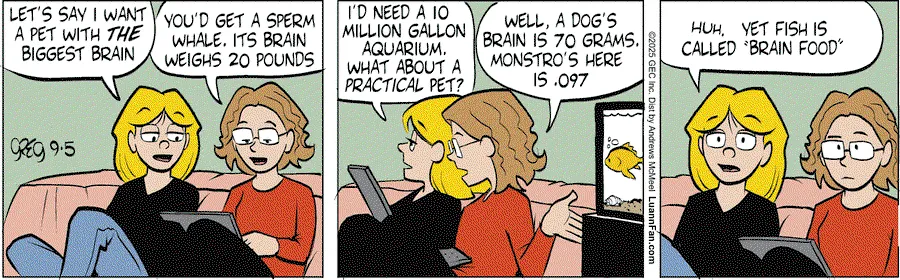 LET'S SAY I WANT
A PET WITH THE
BIGGEST BRAIN
YOU'D GET A SPERM
WHALE. ITS BRAIN
WEIGHS 20 POUNDS
GREG 9·5
I'D NEED A 10
MILLION GALLON
AQUARIUM.
WHAT ABOUT A
PRACTICAL PET?
WELL, A DOG'S
BRAIN IS 70 GRAMS.
MONSTRO'S HERE
IS .097
©2025 GEC Inc. Dist by Andrews McMeel LuannFan.com
HUH. YET FISH IS
CALLED "BRAIN FOOD"